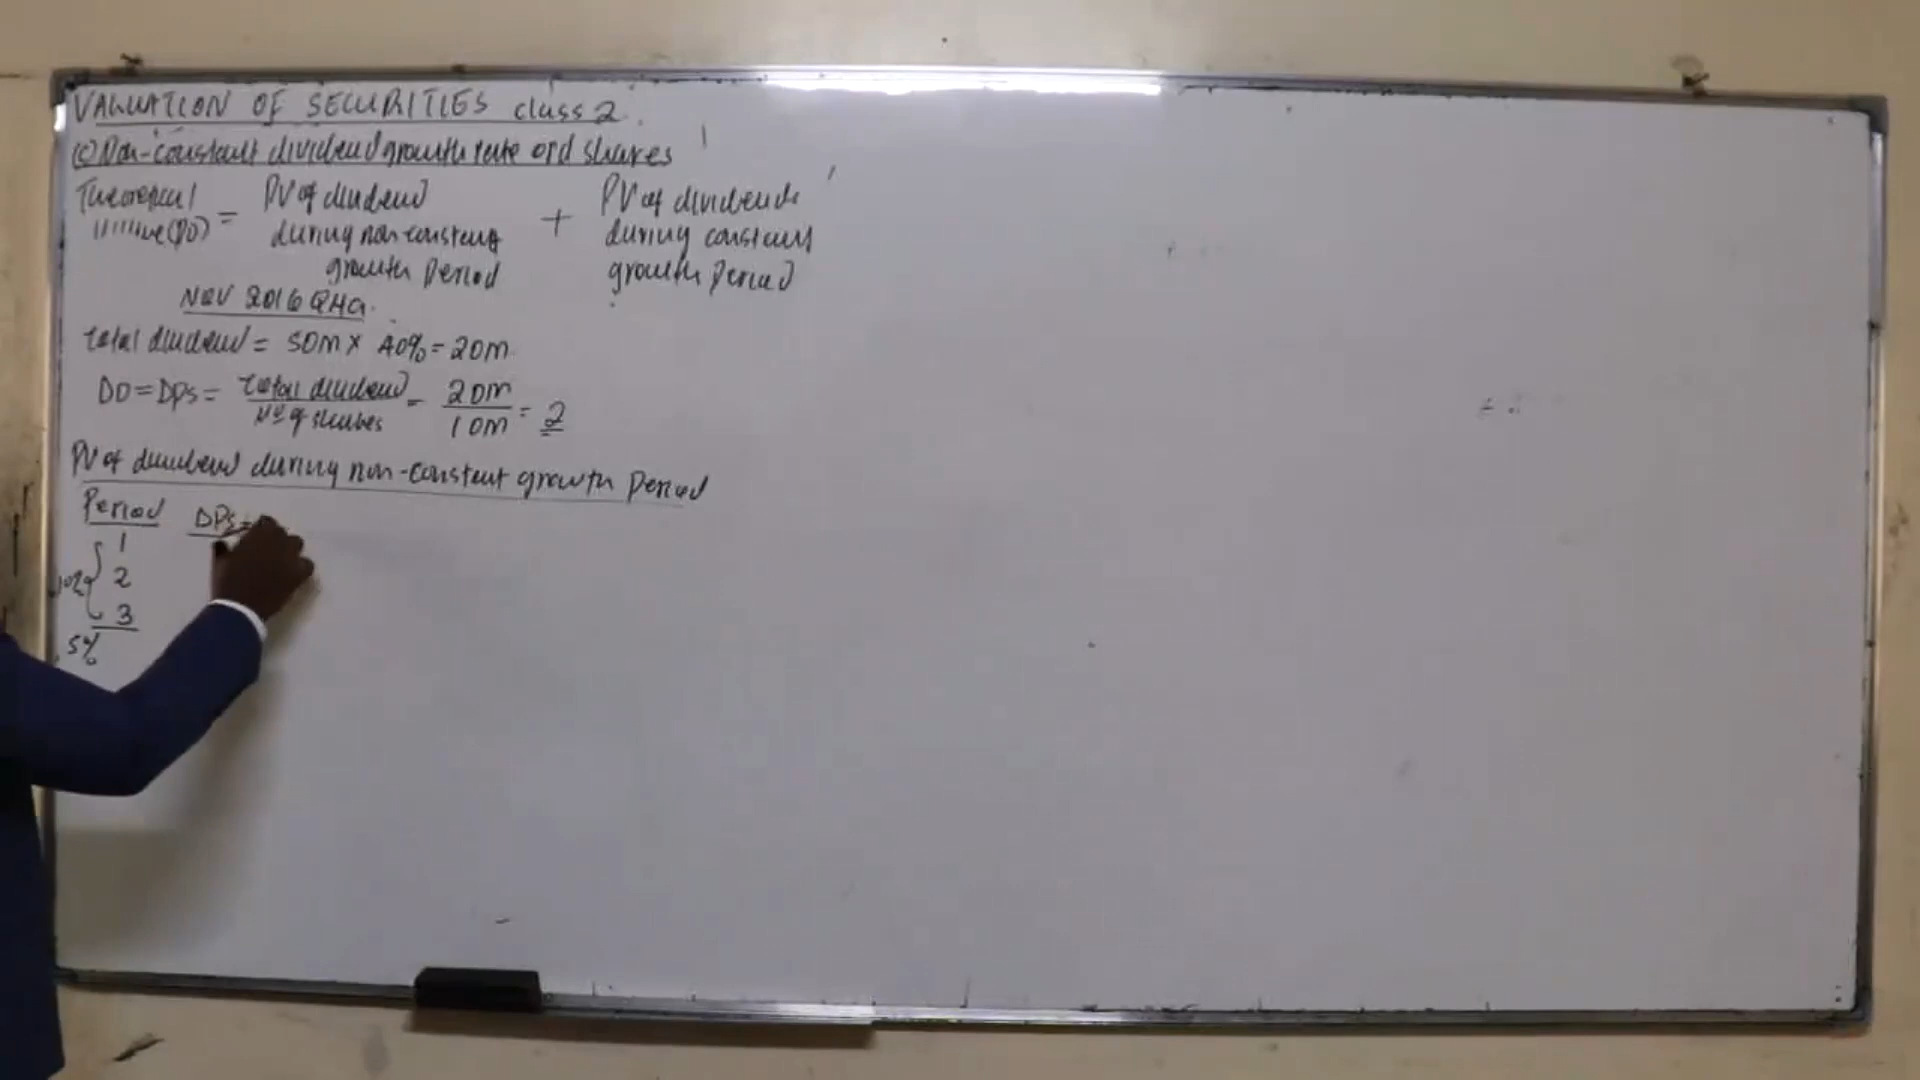 VALUATION OF SECURITIES class 2
(c) Non-constant dividend growth rate ord shares
Theoretical PV of dividend PV of dividends
(P0) = during non constant + during constant
growth Period growth Period
NOV 2016 Q4a
total dividend = 50m x 40% = 20m
D0 = DPS = total dividend = 20m = 2
No of shares 10m
PV of dividend during non-constant growth Period
Period DPS =
1
10% 2
3
5%